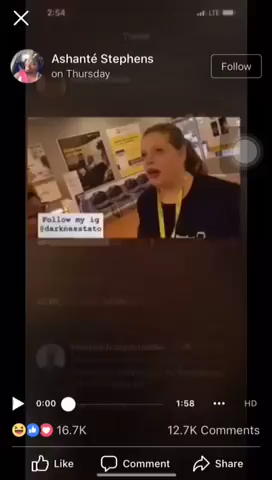 2:54
LTE
Ashanté Stephens
on Thursday
Follow
Follow my ig
@darknesstato
0:00
1:58
HD
16.7K
12.7K Comments
Like
Comment
Share